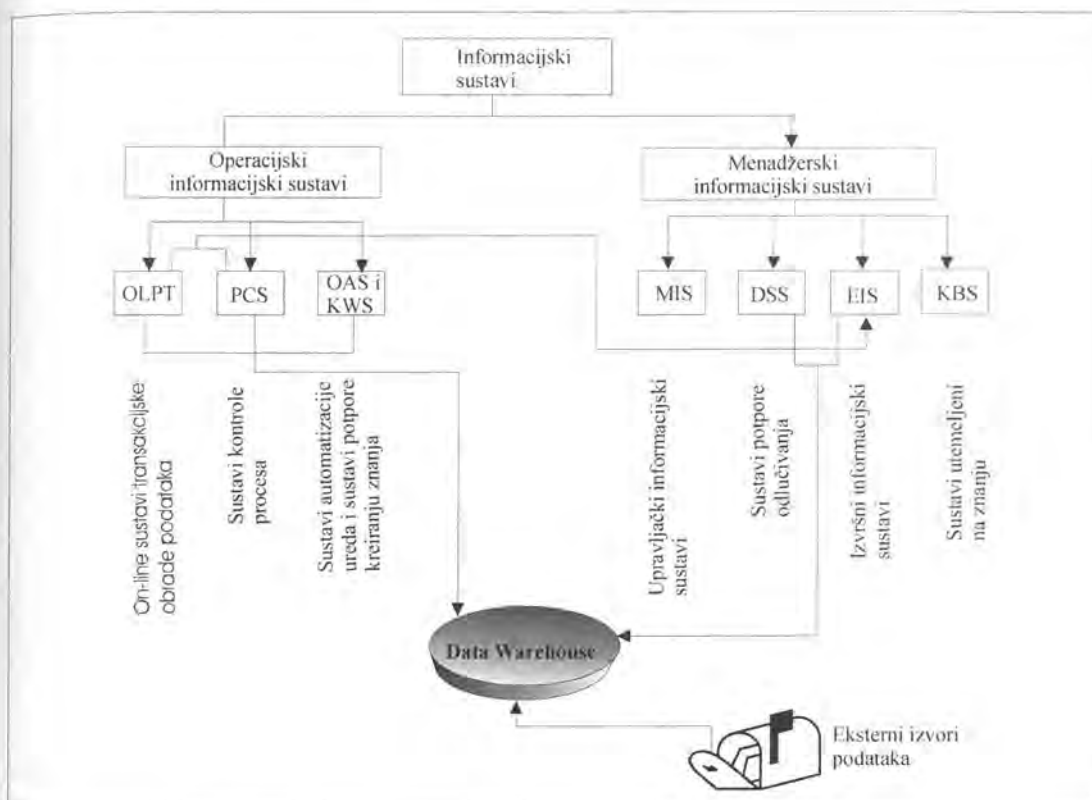 Informacijski
sustavi
Operacijski
informacijski sustavi
Menadžerski
informacijski sustavi
OLPT
PCS
OAS i
KWS
MIS
DSS
EIS
KBS
On-line sustavi transakcijske
obrade podataka
Sustavi kontrole
procesa
Sustavi automatizacije
ureda i sustavi potpore
kreiranju znanja
Upravljački informacijski
sustavi
Sustavi potpore
odlučivanja
Izvršni informacijski
sustavi
Sustavi utemeljeni
na znanju
Data Warehouse
Eksterni izvori
podataka